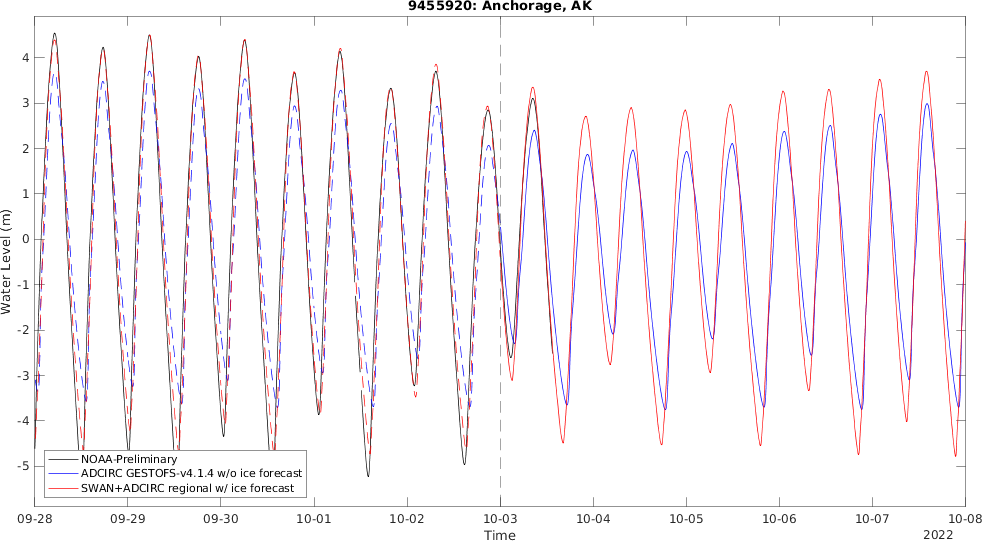 9455920: Anchorage, AK
Water Level (m)
4
3
2
1
0
-1
-2
-3
-4
-5
NOAA-Preliminary
ADCIRC GESTOFS-v4.1.4 w/o ice forecast
SWAN+ADCIRC regional w/ ice forecast
09-28 09-29 09-30 10-01 10-02 10-03 10-04 10-05 10-06 10-07 10-08
Time
2022